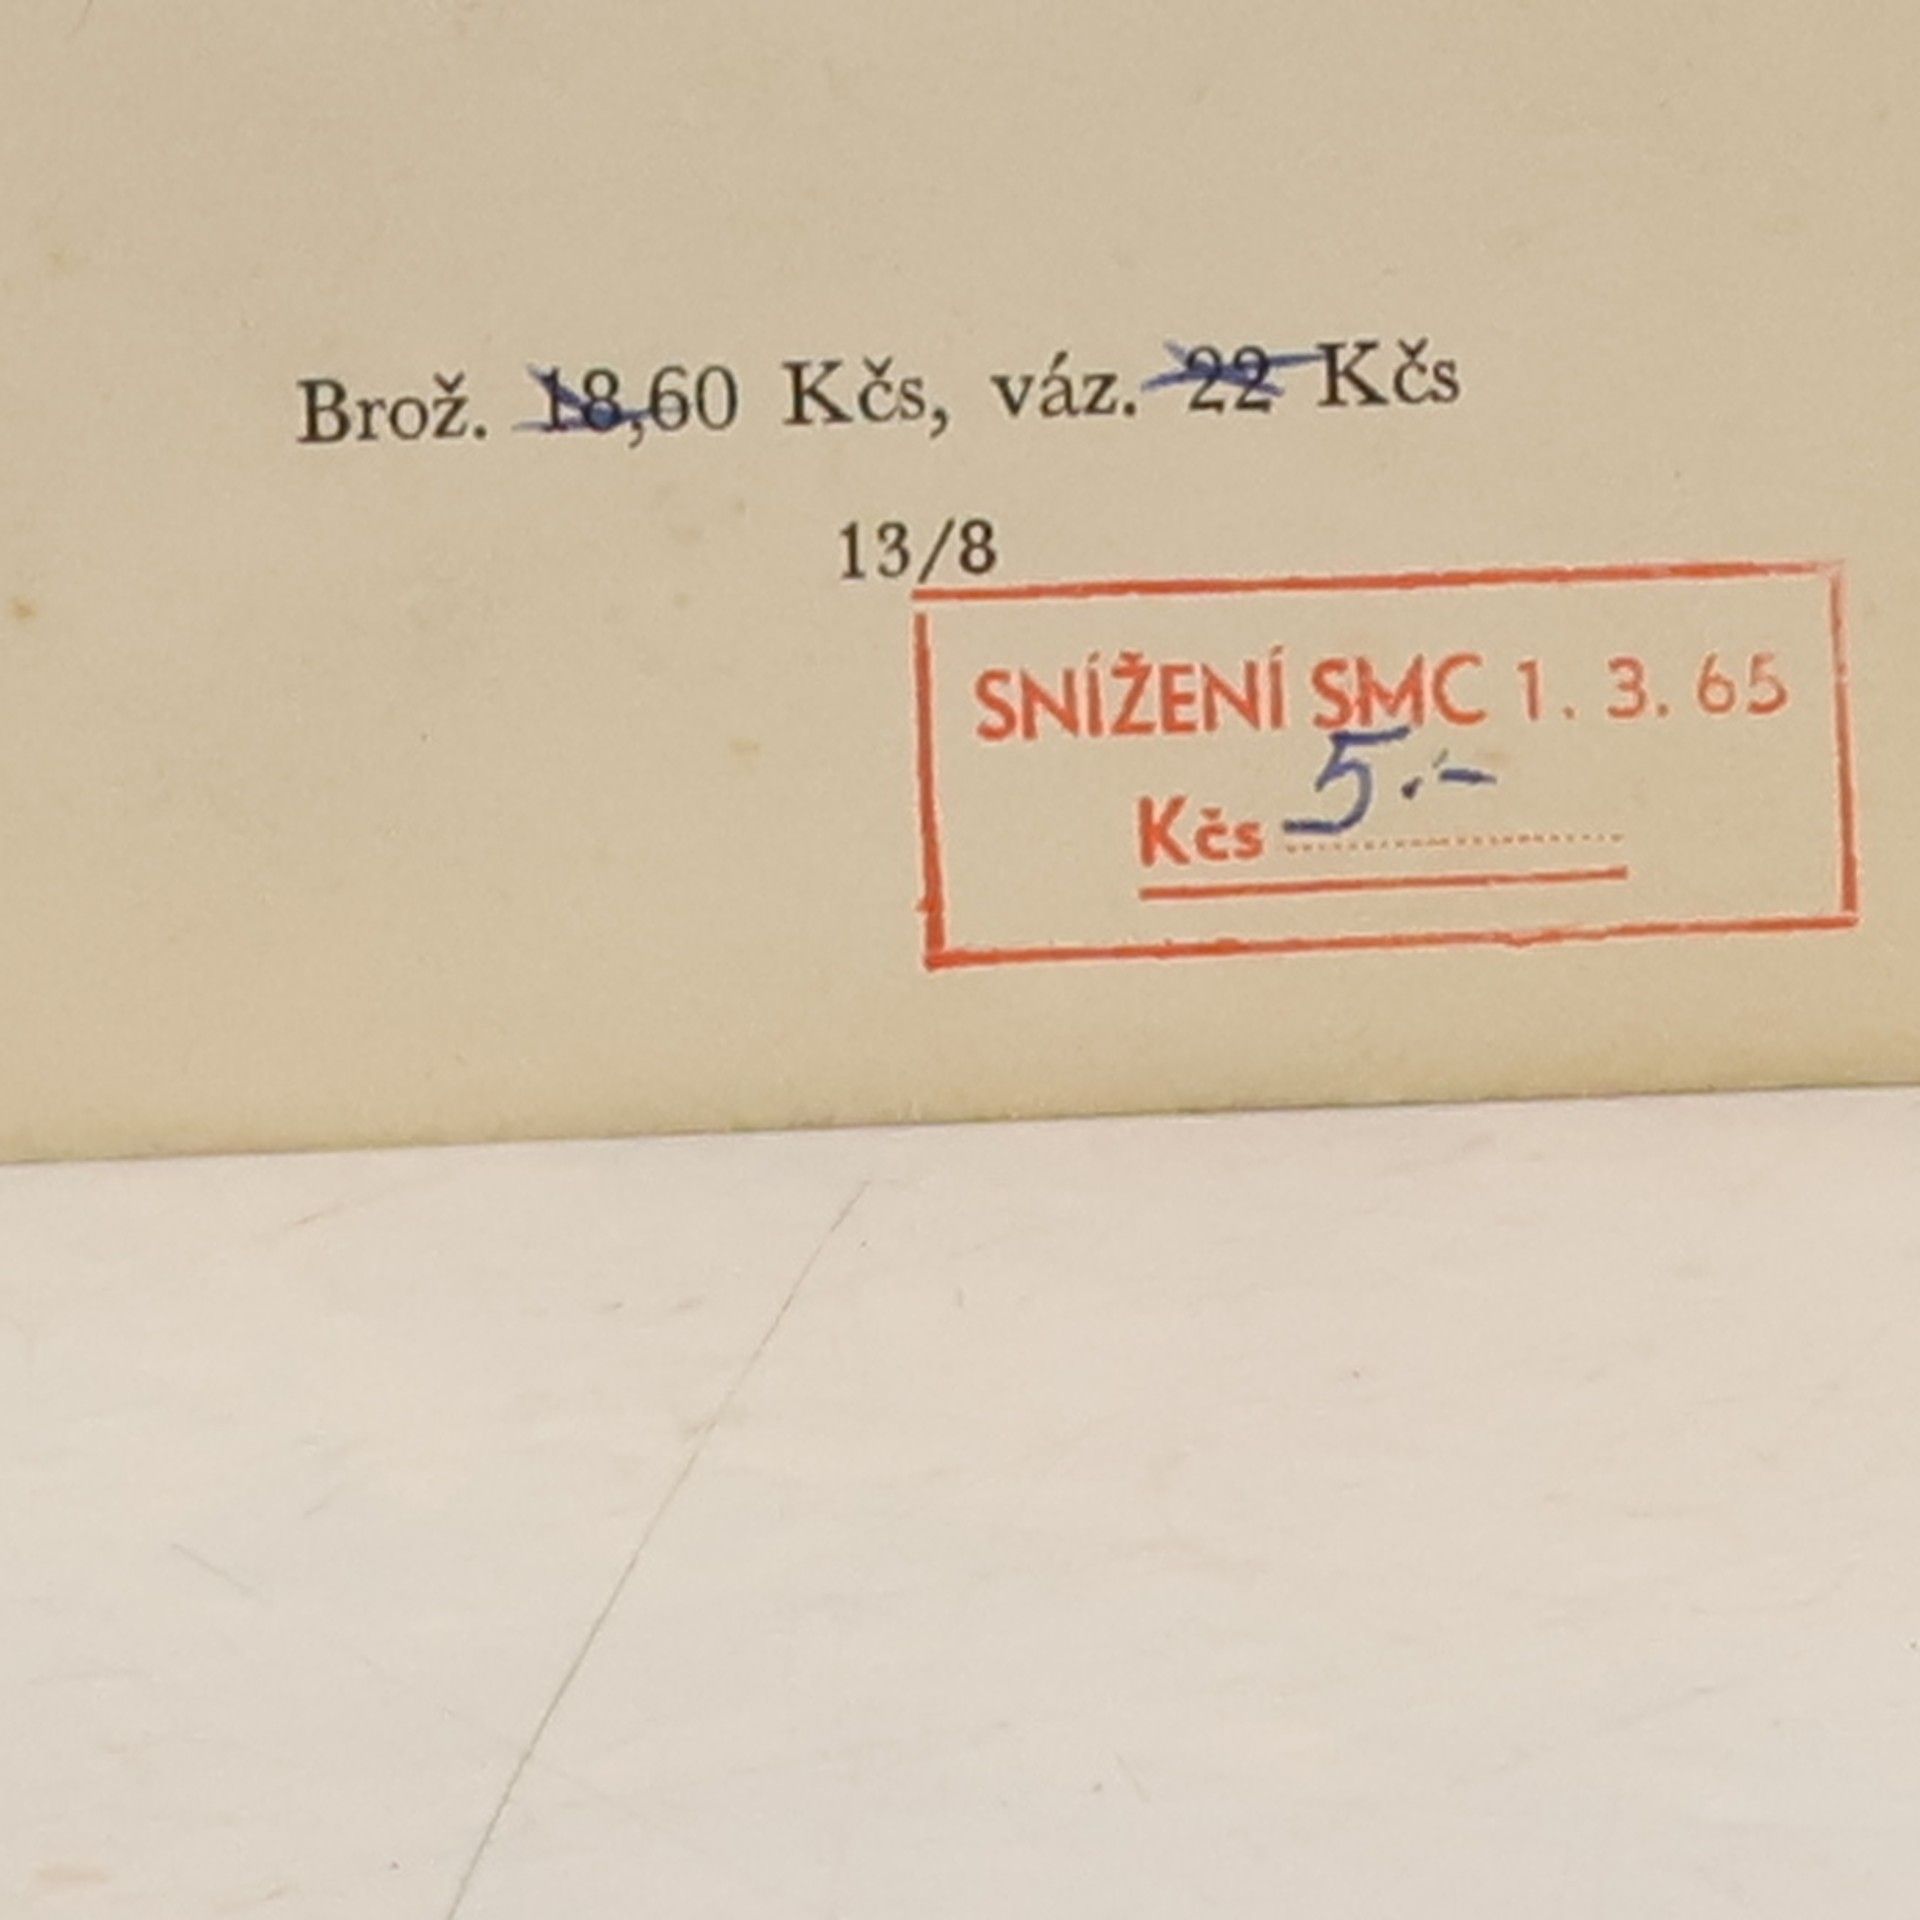 Brož. 18,60 Kčs, váz. 22 Kčs
13/8
SNÍŽENÍ SMC 1. 3. 65
Kčs 5.-